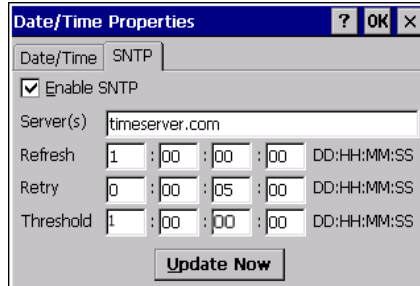 Date/Time Properties ? OK ×
Date/Time SNTP
Enable SNTP
Server(s) timeserver.com
Refresh 1 : 00 : 00 : 00 DD:HH:MM:SS
Retry 0 : 00 : 05 : 00 DD:HH:MM:SS
Threshold 1 : 00 : 00 : 00 DD:HH:MM:SS
Update Now